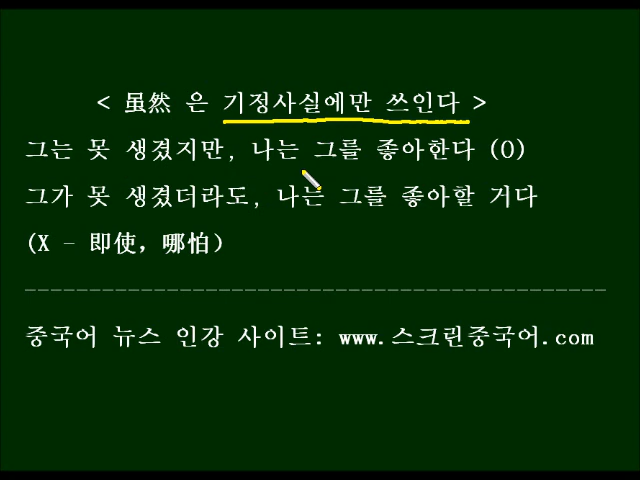 < 虽然 은 기정사실에만 쓰인다 >
그는 못 생겼지만, 나는 그를 좋아한다 (O)
그가 못 생겼더라도, 나는 그를 좋아할 거다
(X - 即使, 哪怕)
중국어 뉴스 인강 사이트: www.스크린중국어.com